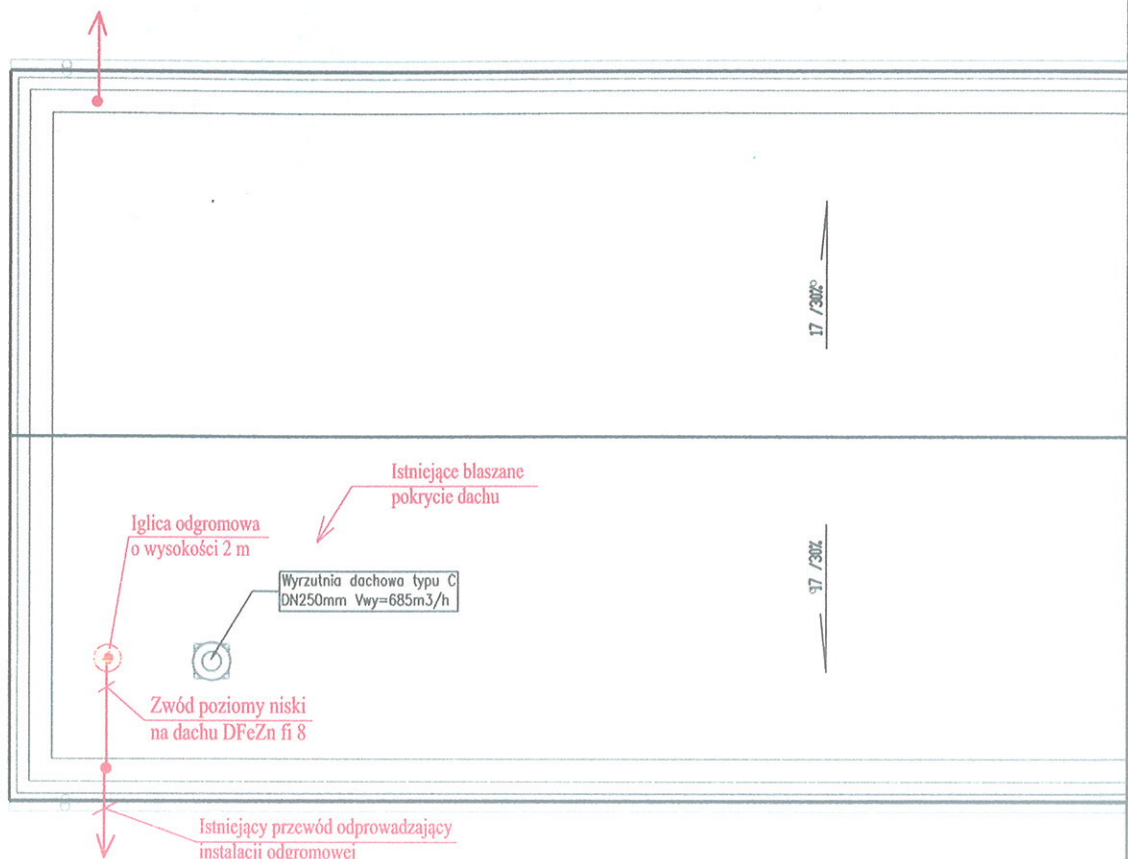 17 /30%°
Istniejące blaszane
pokrycie dachu
Iglica odgromowa
o wysokości 2 m
17 /30%
Wyrzutnia dachowa typu C
DN250mm Vwy=685m3/h
Zwód poziomy niski
na dachu DFeZn fi 8
Istniejący przewód odprowadzający
instalacji odgromowej